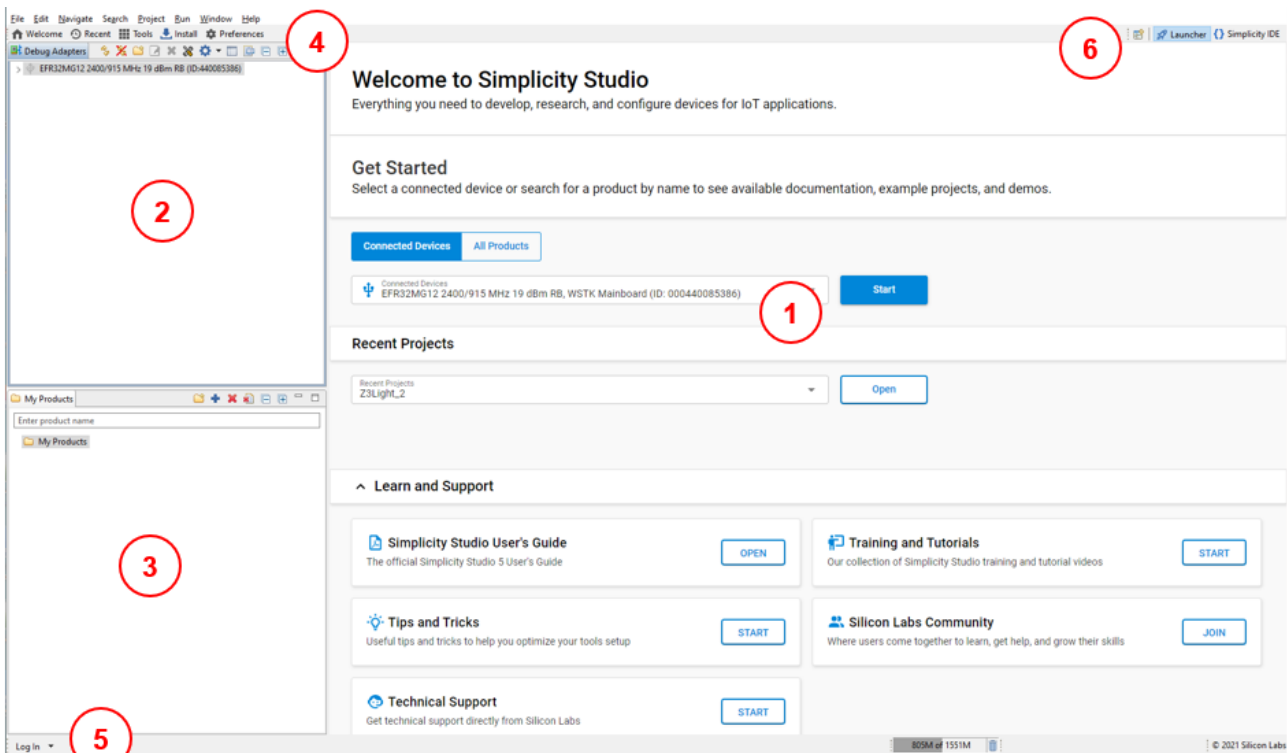 File Edit Navigate Search Project Run Window Help
Welcome Recent Tools Install Preferences
4
6
Launcher Simplicity IDE
Debug Adapters
EFR32MG12 2400/915 MHz 19 dBm RB (ID:440085386)
2
Welcome to Simplicity Studio
Everything you need to develop, research, and configure devices for IoT applications.
Get Started
Select a connected device or search for a product by name to see available documentation, example projects, and demos.
Connected Devices All Products
Connected Devices
EFR32MG12 2400/915 MHz 19 dBm RB, WSTK Mainboard (ID: 000440085386)
Start
1
Recent Projects
Recent Projects
Z3Light_2
Open
My Products
Enter product name
My Products
3
Learn and Support
Simplicity Studio User's Guide
The official Simplicity Studio 5 User's Guide
OPEN
Training and Tutorials
Our collection of Simplicity Studio training and tutorial videos
START
Tips and Tricks
Useful tips and tricks to help you optimize your tools setup
START
Silicon Labs Community
Where users come together to learn, get help, and grow their skills
JOIN
Technical Support
Get technical support directly from Silicon Labs
START
Log In
5
805M of 1551M
© 2021 Silicon Labs